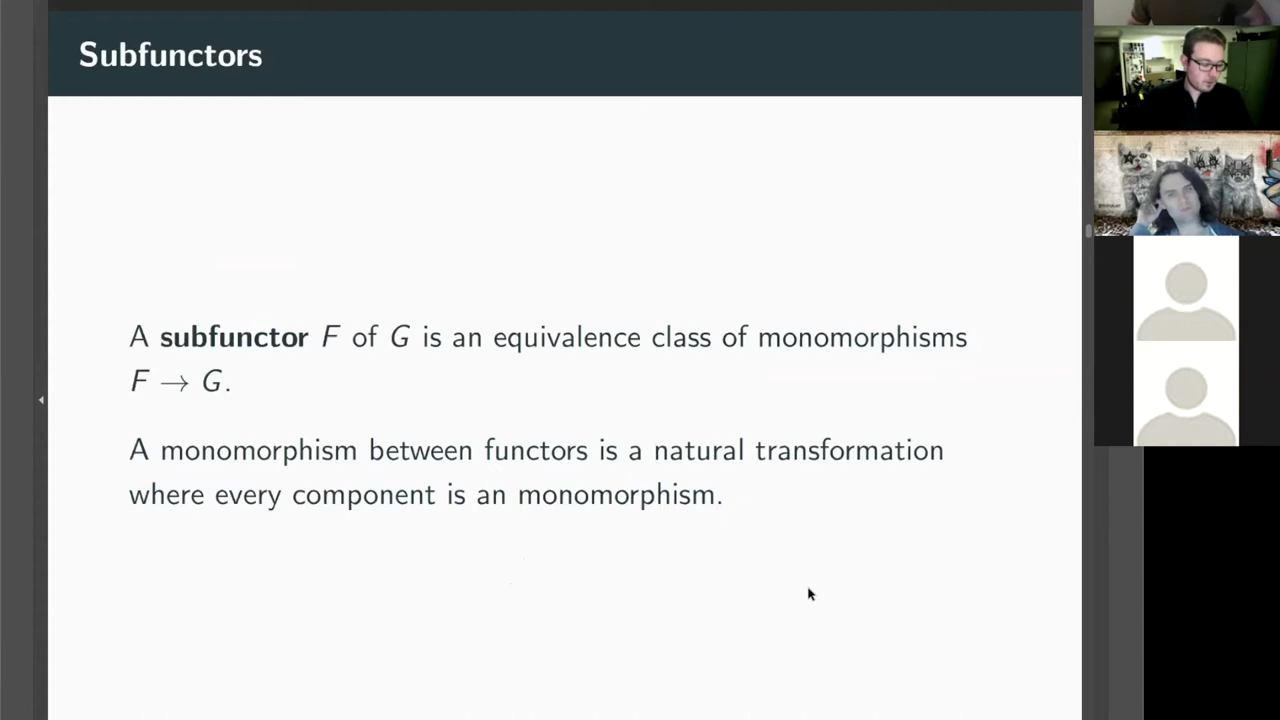 Subfunctors
A subfunctor F of G is an equivalence class of monomorphisms
F → G.
A monomorphism between functors is a natural transformation
where every component is an monomorphism.